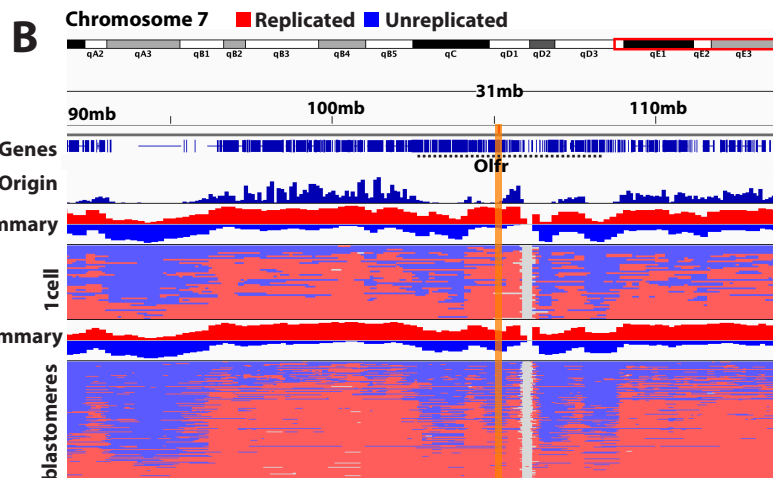 B
Chromosome 7 Replicated Unreplicated
qA2 qA3 qB1 qB2 qB3 qB4 qB5 qC qD1 qD2 qD3 qE1 qE2 qE3
31mb
90mb 100mb 110mb
Genes
Olfr
Origin
mmary
1cell
mmary
blastomeres